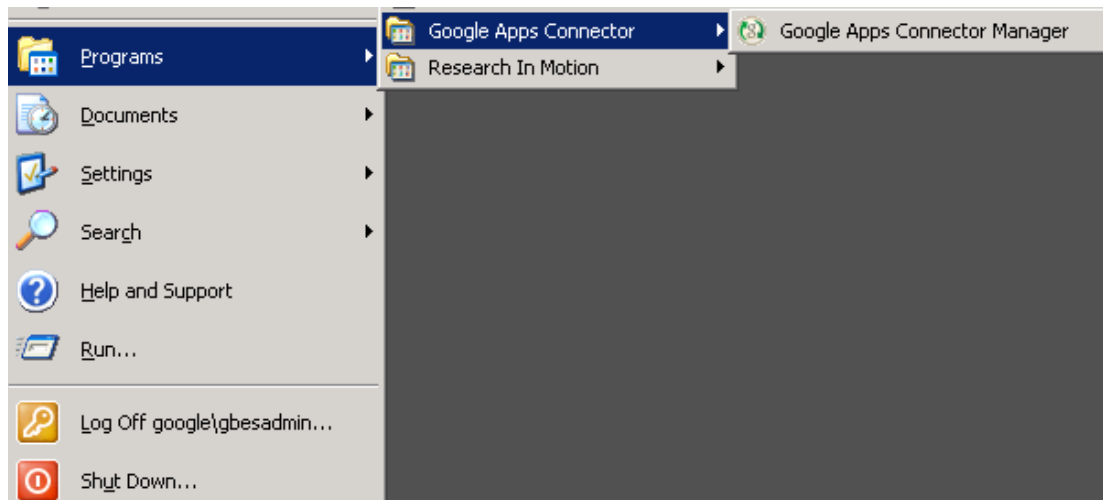 Programs
Documents
Settings
Search
Help and Support
Run...
Log Off google\gbesadmin...
Shut Down...
Google Apps Connector
Research In Motion
Google Apps Connector Manager